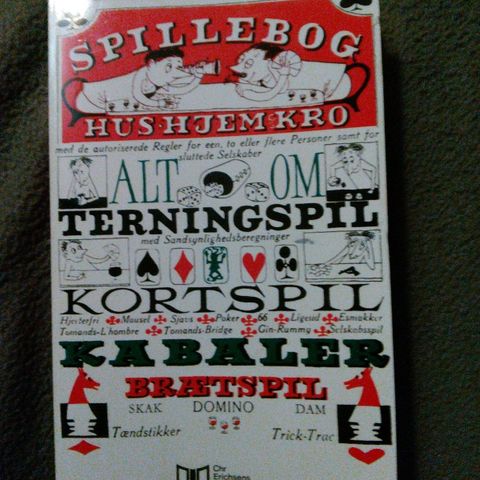 SPILLEBOG
HUS·HJEM·KRO
med de autoriserede Regler for een, to eller flere Personer samt for
sluttede Selskaber
ALT OM
TERNINGSPIL
med Sandsynlighedsberegninger
KORTSPIL
Hjerterfri Mausel Sjavs Poker 66 Ligeud Esmakker
Tomands-L'hombre Tomands-Bridge Gin-Rummy Selskabsspil
KABALER
BRÆTSPIL
SKAK DOMINO DAM
Tændstikker Trick-Trac
Chr
Erichsens